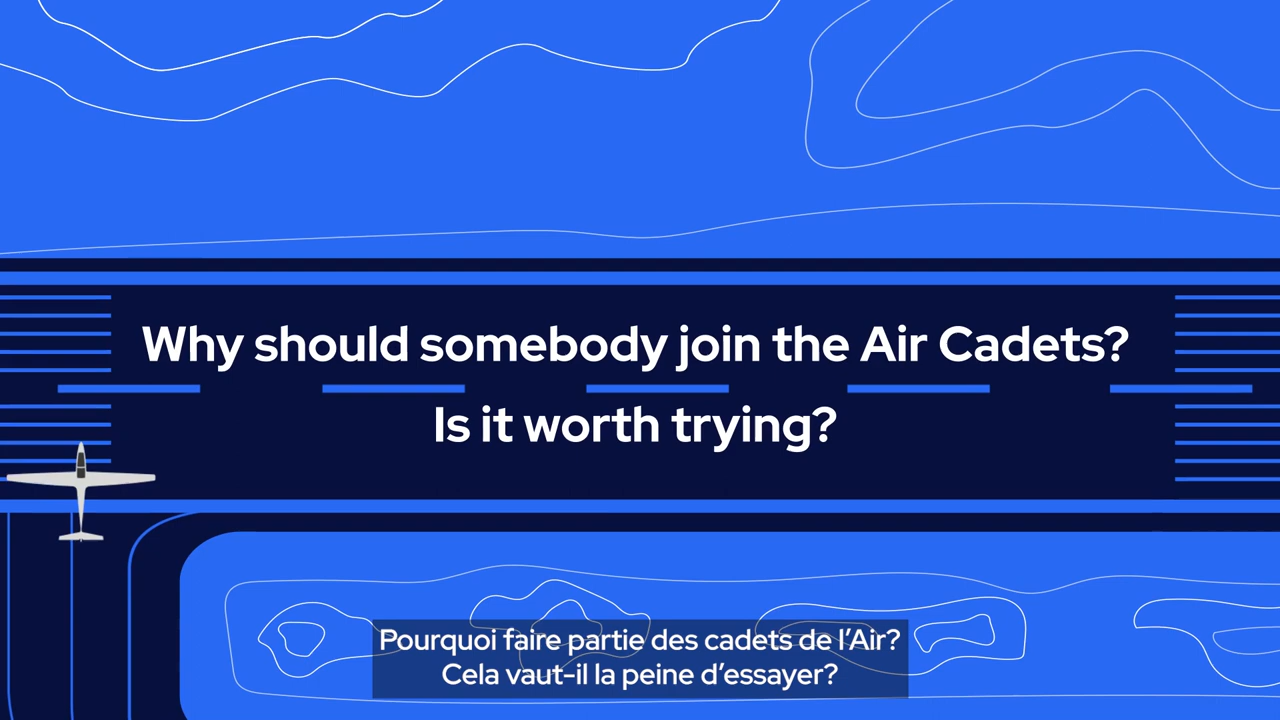 Why should somebody join the Air Cadets?
Is it worth trying?
Pourquoi faire partie des cadets de l’Air?
Cela vaut-il la peine d’essayer?